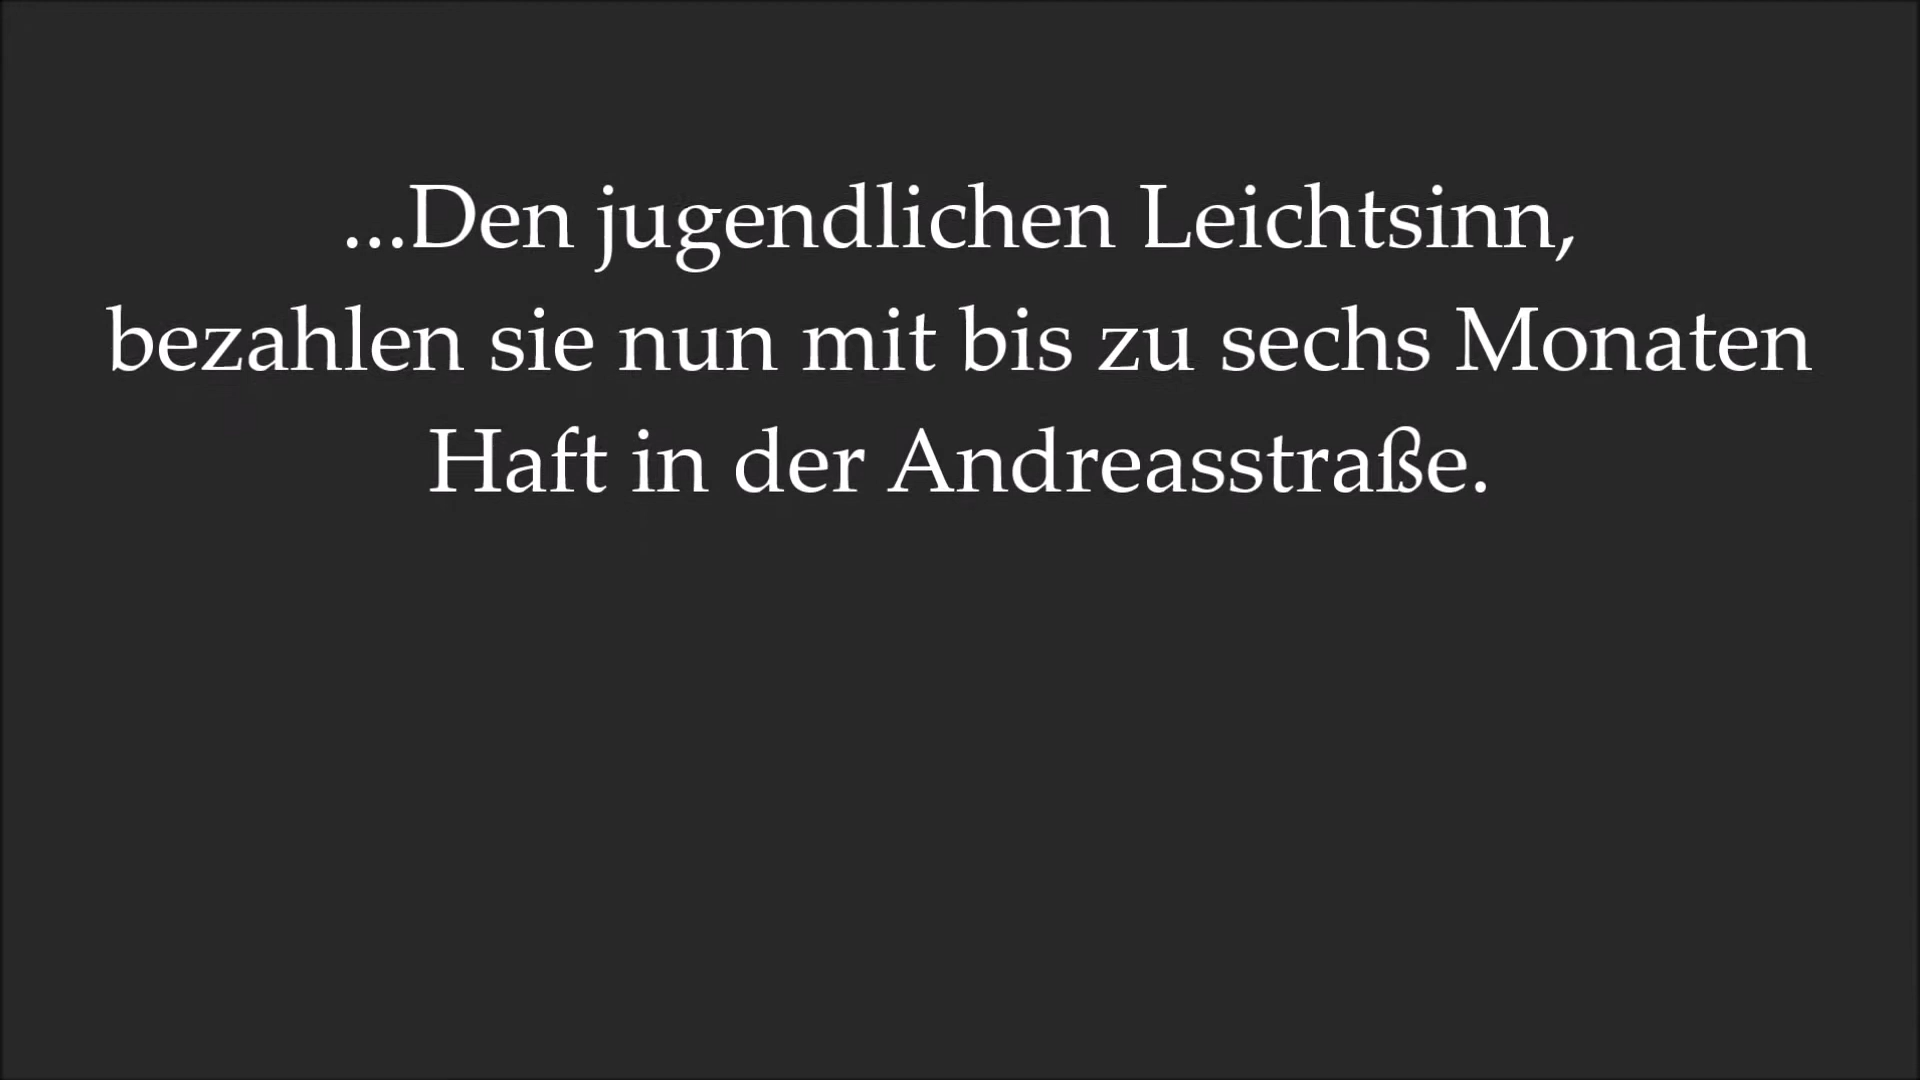 ...Den jugendlichen Leichtsinn,
bezahlen sie nun mit bis zu sechs Monaten
Haft in der Andreasstraße.